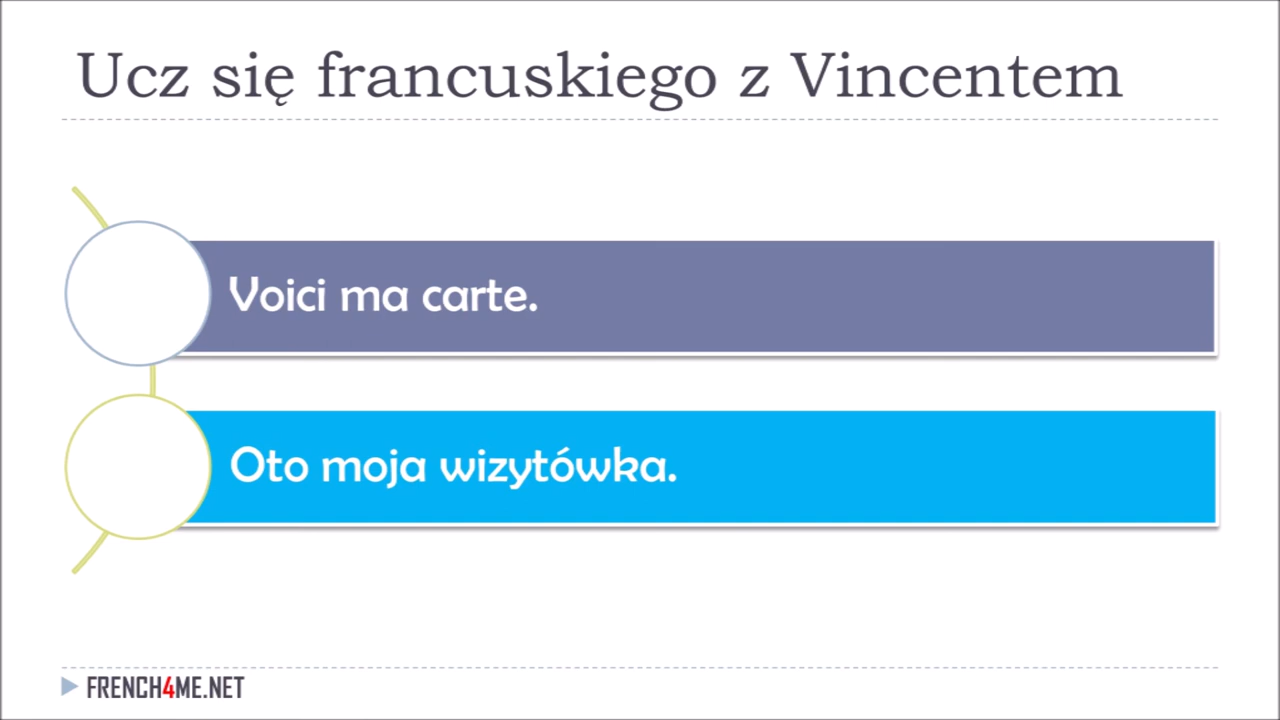 Ucz się francuskiego z Vincentem
Voici ma carte.
Oto moja wizytówka.
FRENCH4ME.NET